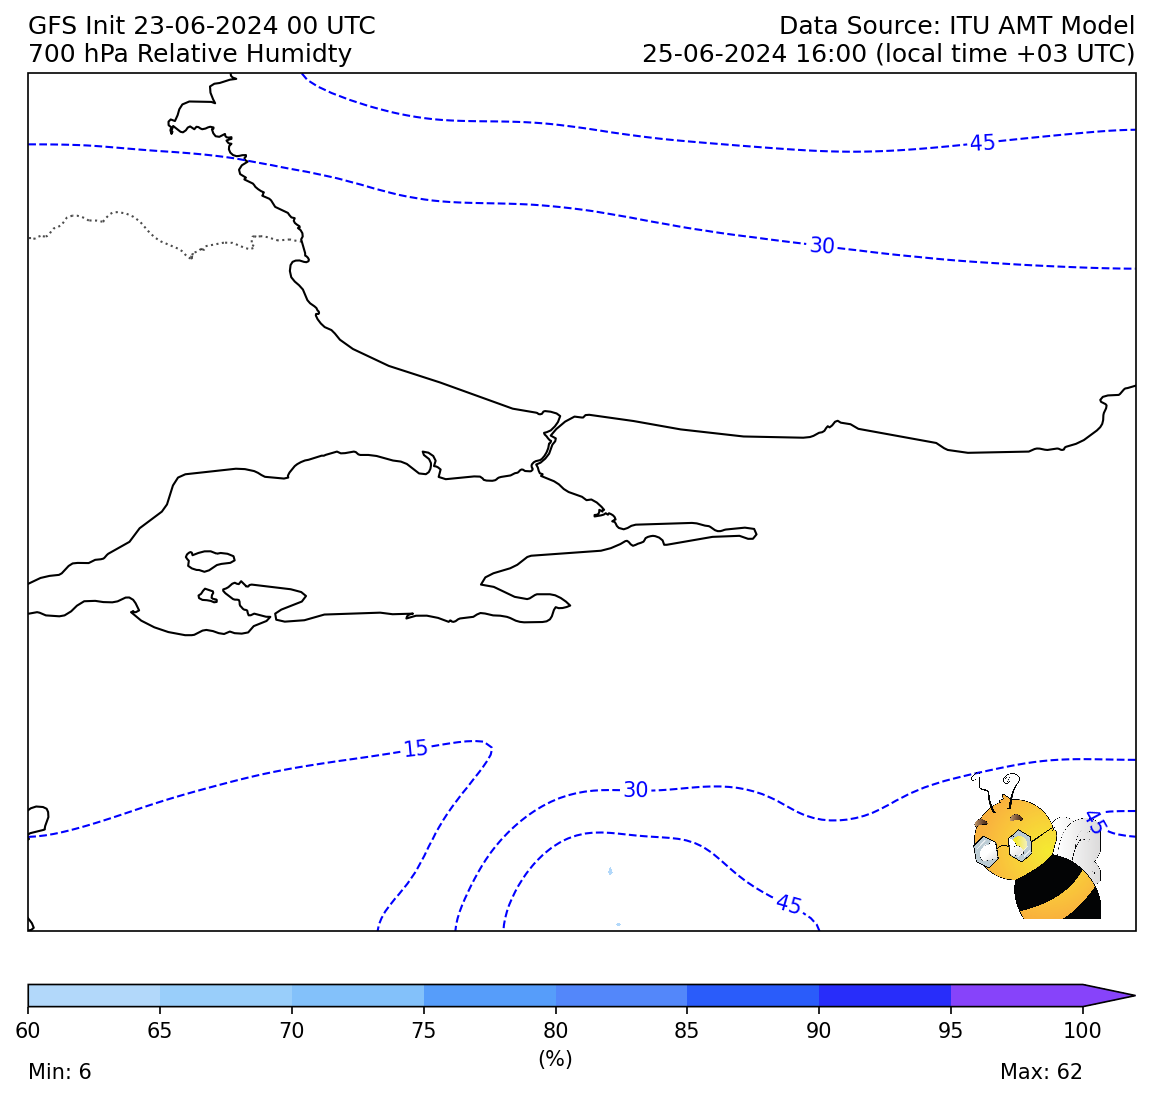 GFS Init 23-06-2024 00 UTC
Data Source: ITU AMT Model
700 hPa Relative Humidty
25-06-2024 16:00 (local time +03 UTC)
45
30
15
30
45
45
60 65 70 75 80 85 90 95 100
(%)
Min: 6
Max: 62